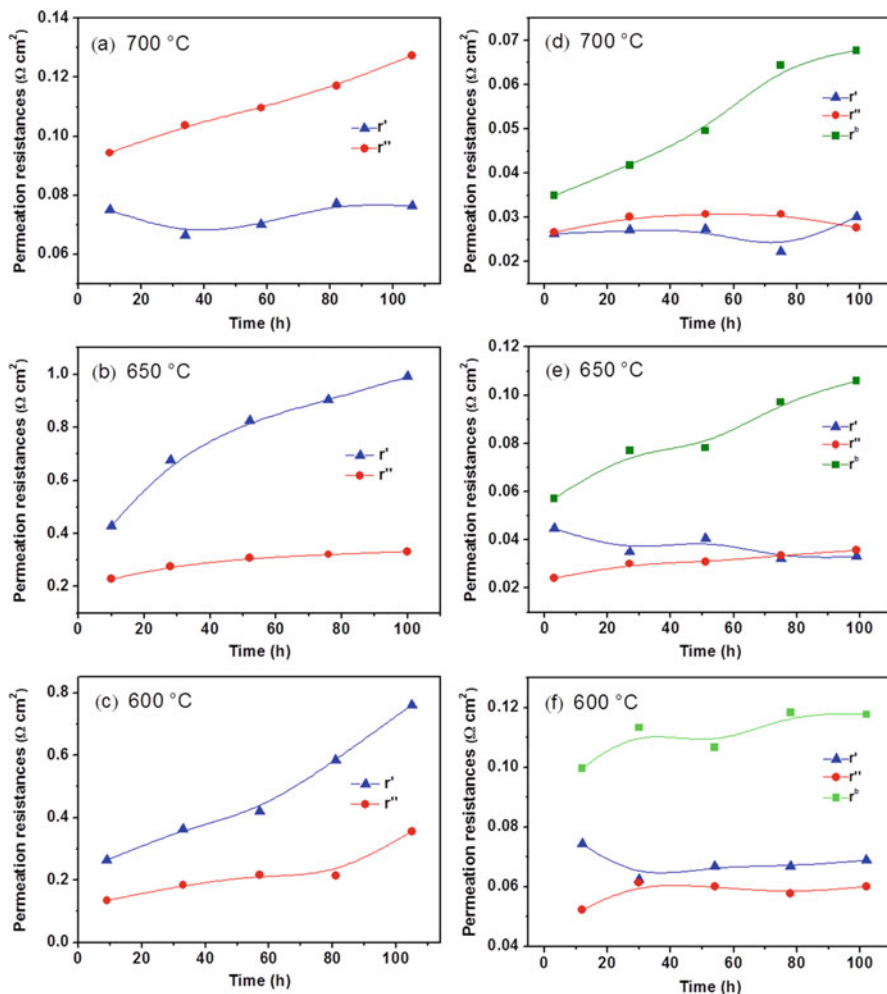 (a) 700 °C
Permeation resistances (Ω cm²)
0.14
0.12
0.10
0.08
0.06
r'
r''
0 20 40 60 80 100
Time (h)
(d) 700 °C
Permeation resistances (Ω cm²)
0.07
0.06
0.05
0.04
0.03
0.02
r'
r''
rᵇ
0 20 40 60 80 100
Time (h)
(b) 650 °C
Permeation resistances (Ω cm²)
1.0
0.8
0.6
0.4
0.2
r'
r''
0 20 40 60 80 100
Time (h)
(e) 650 °C
Permeation resistances (Ω cm²)
0.12
0.10
0.08
0.06
0.04
0.02
r'
r''
rᵇ
0 20 40 60 80 100
Time (h)
(c) 600 °C
Permeation resistances (Ω cm²)
0.8
0.6
0.4
0.2
0.0
r'
r''
0 20 40 60 80 100
Time (h)
(f) 600 °C
Permeation resistances (Ω cm²)
0.12
0.10
0.08
0.06
0.04
r'
r''
rᵇ
0 20 40 60 80 100
Time (h)